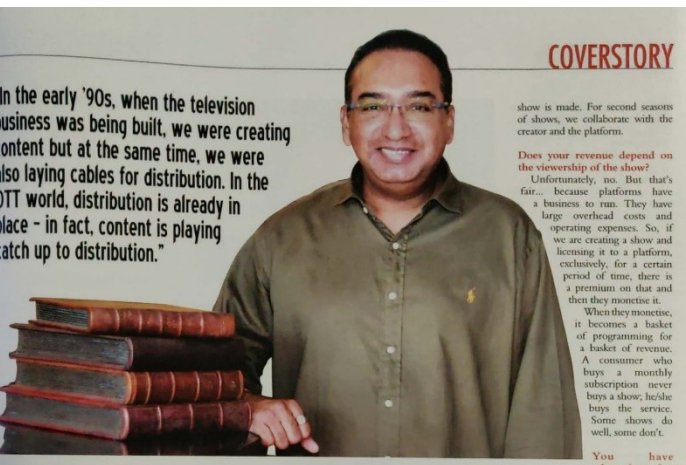 COVERSTORY
In the early '90s, when the television
business was being built, we were creating
content but at the same time, we were
also laying cables for distribution. In the
OTT world, distribution is already in
place - in fact, content is playing
catch up to distribution.”
show is made. For second seasons
of shows, we collaborate with the
creator and the platform.
Does your revenue depend on
the viewership of the show?
Unfortunately, no. But that's
fair... because platforms have
a business to run. They have
large overhead costs and
operating expenses. So, if
we are creating a show and
licensing it to a platform,
exclusively, for a certain
period of time, there is
a premium on that and
then they monetise it.
When they monetise,
it becomes a basket
of programming for
a basket of revenue.
A consumer who
buys a monthly
subscription never
buys a show; he/she
buys the service.
Some shows do
well, some don't.
You have